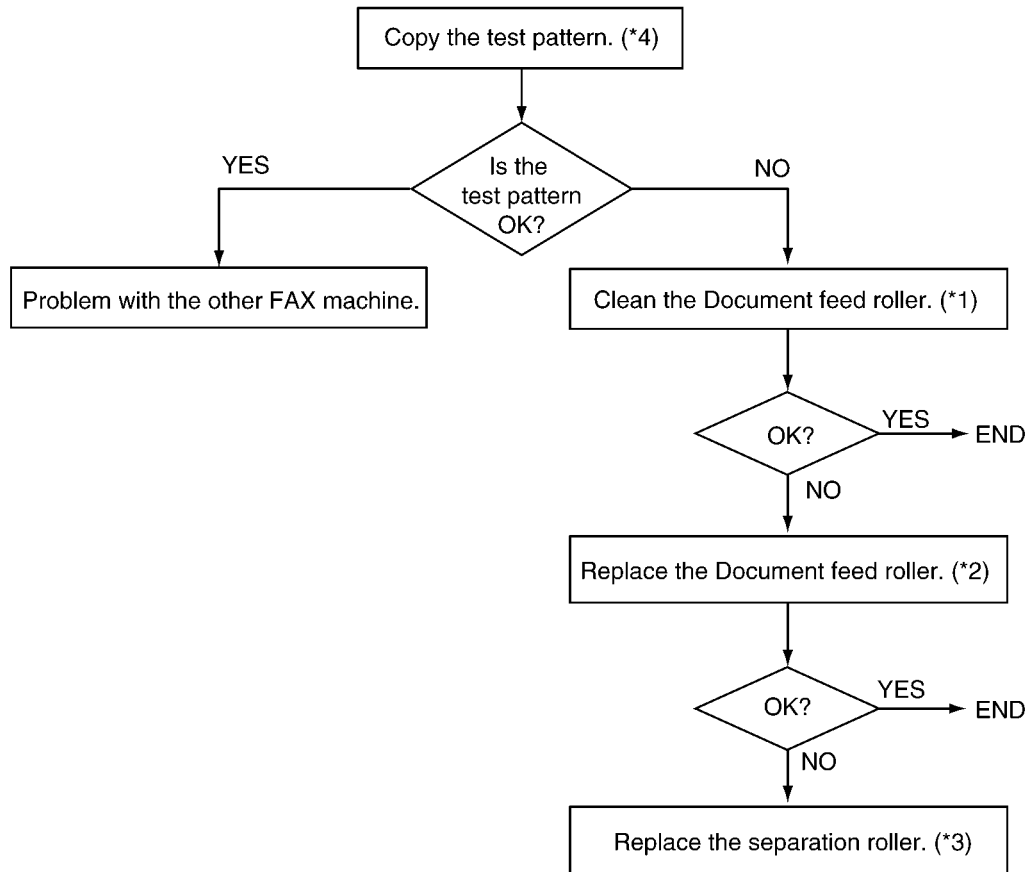 Copy the test pattern. (*4)
Is the
test pattern
OK?
YES
NO
Problem with the other FAX machine.
Clean the Document feed roller. (*1)
OK?
YES
END
NO
Replace the Document feed roller. (*2)
OK?
YES
END
NO
Replace the separation roller. (*3)